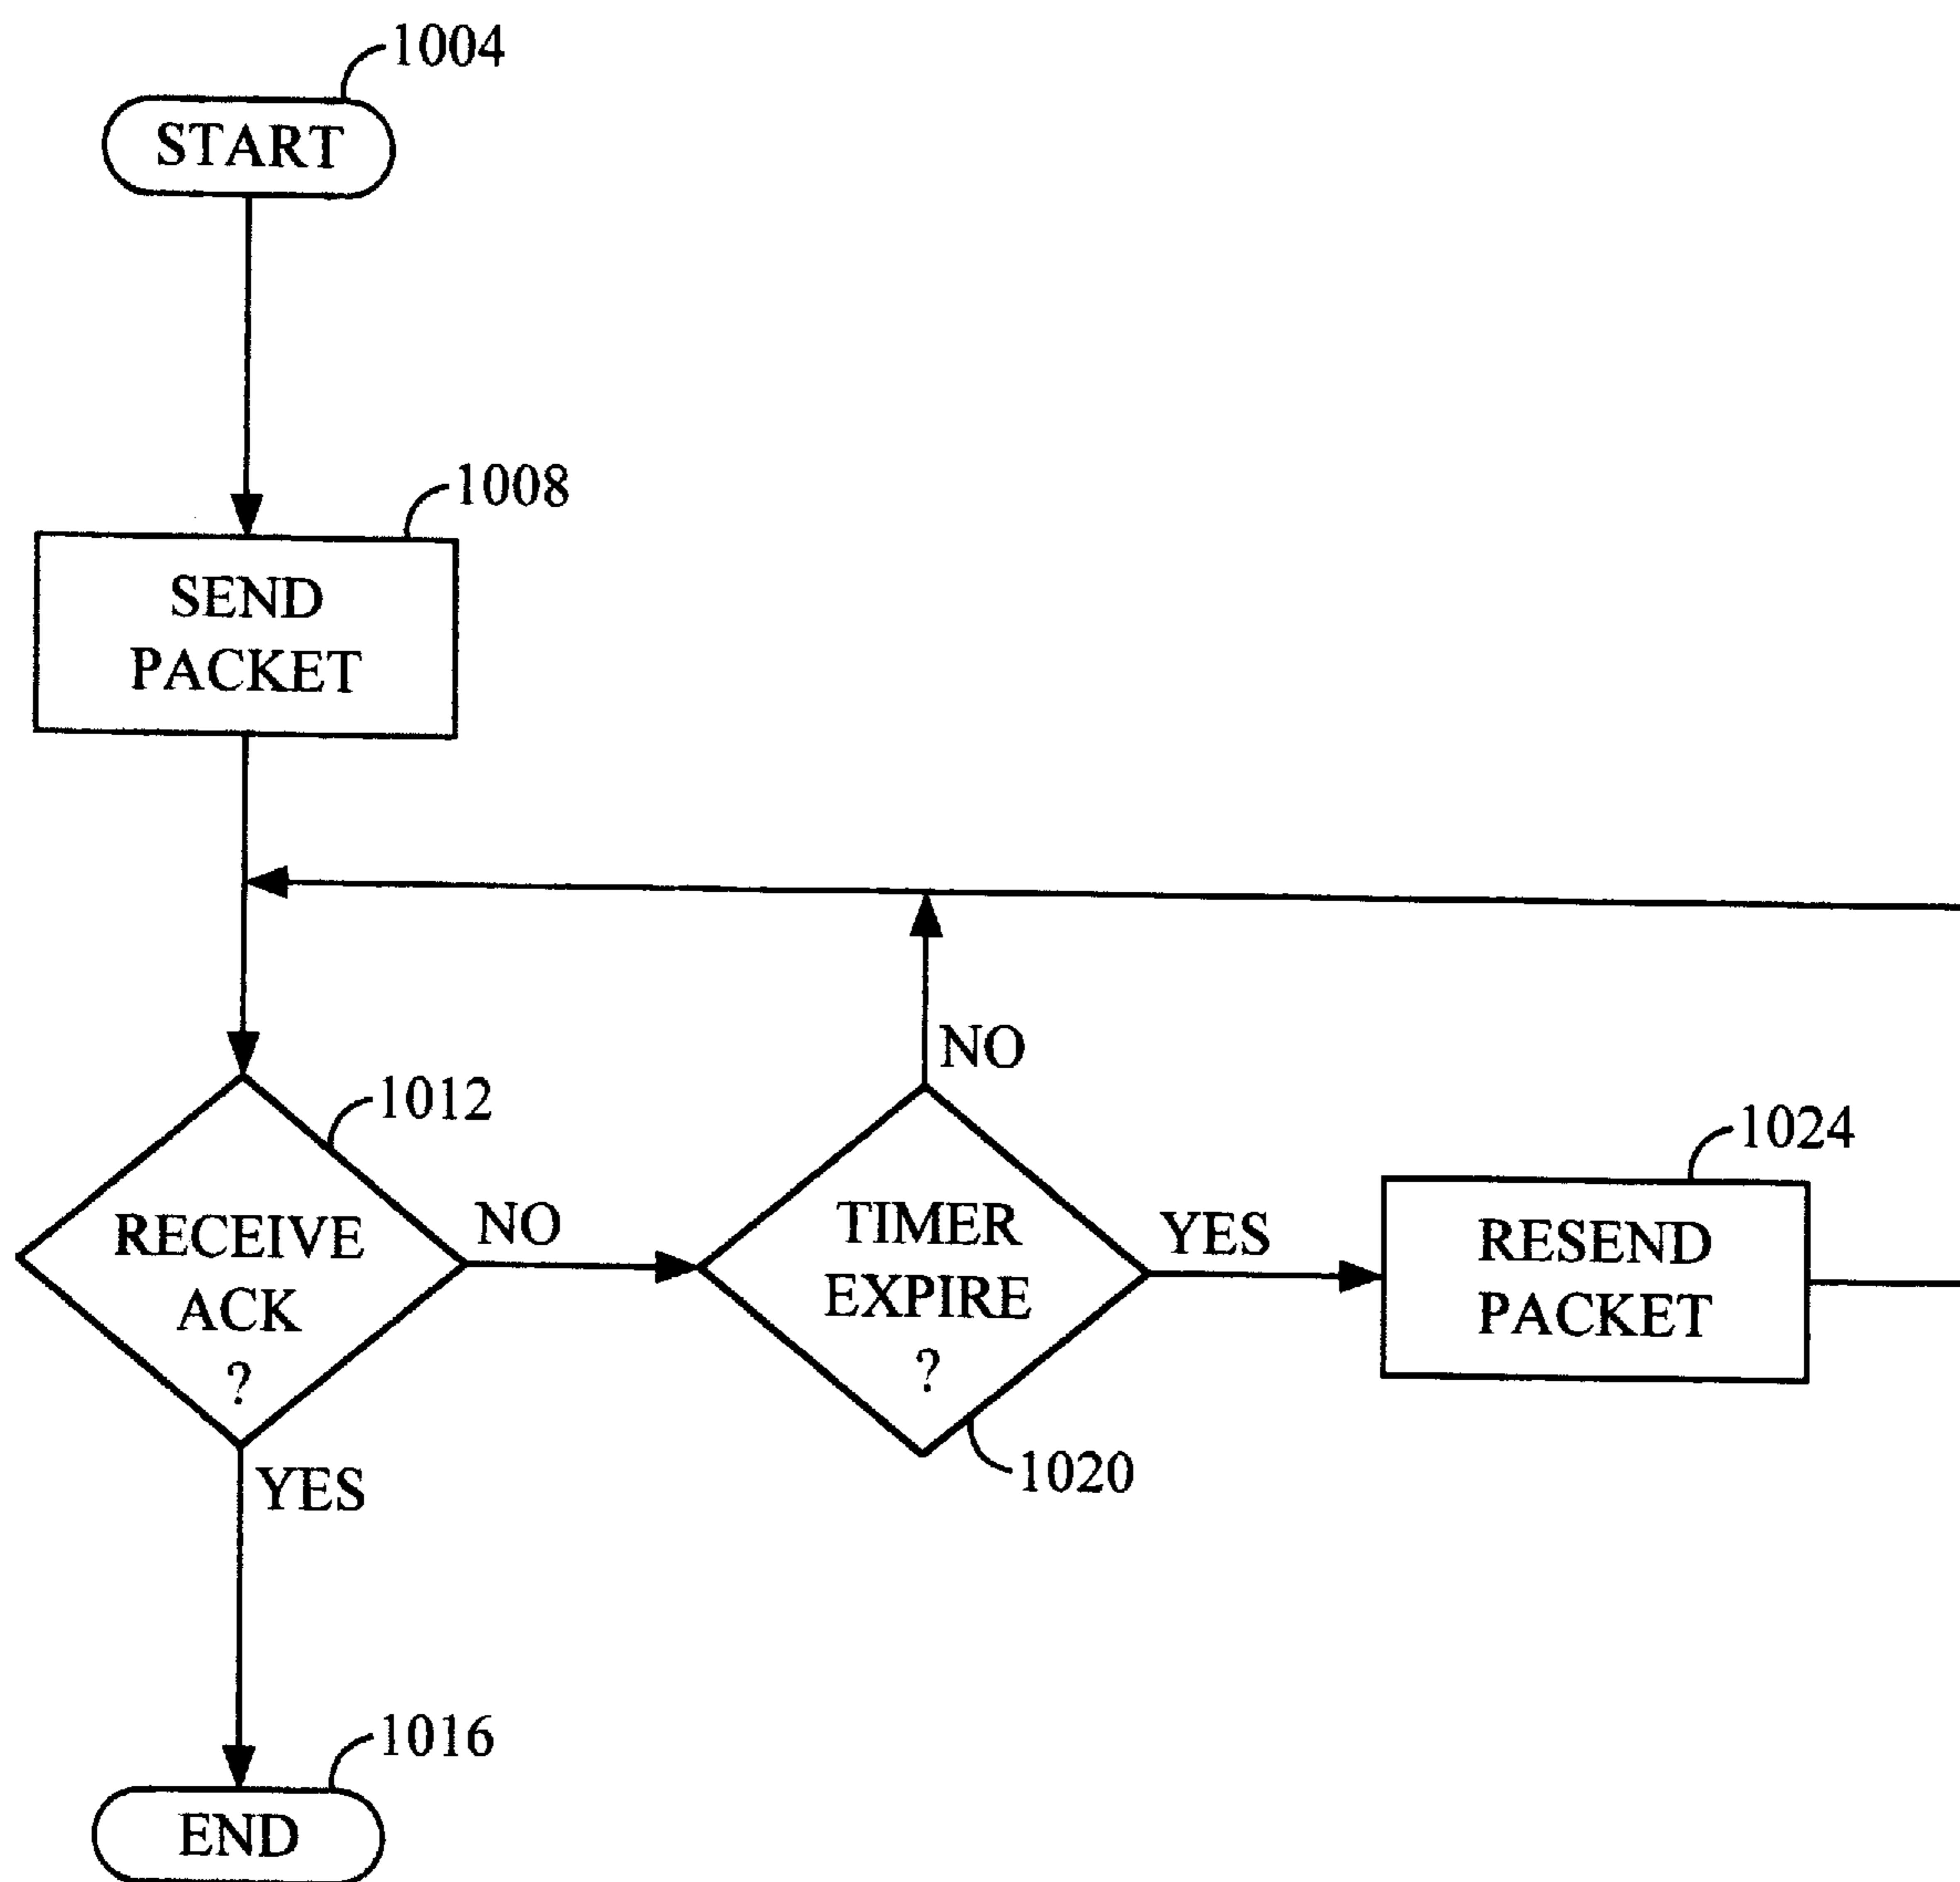 1004
START
1008
SEND
PACKET
NO
1012
RECEIVE
ACK
?
NO
TIMER
EXPIRE
?
YES
1024
RESEND
PACKET
1020
YES
1016
END